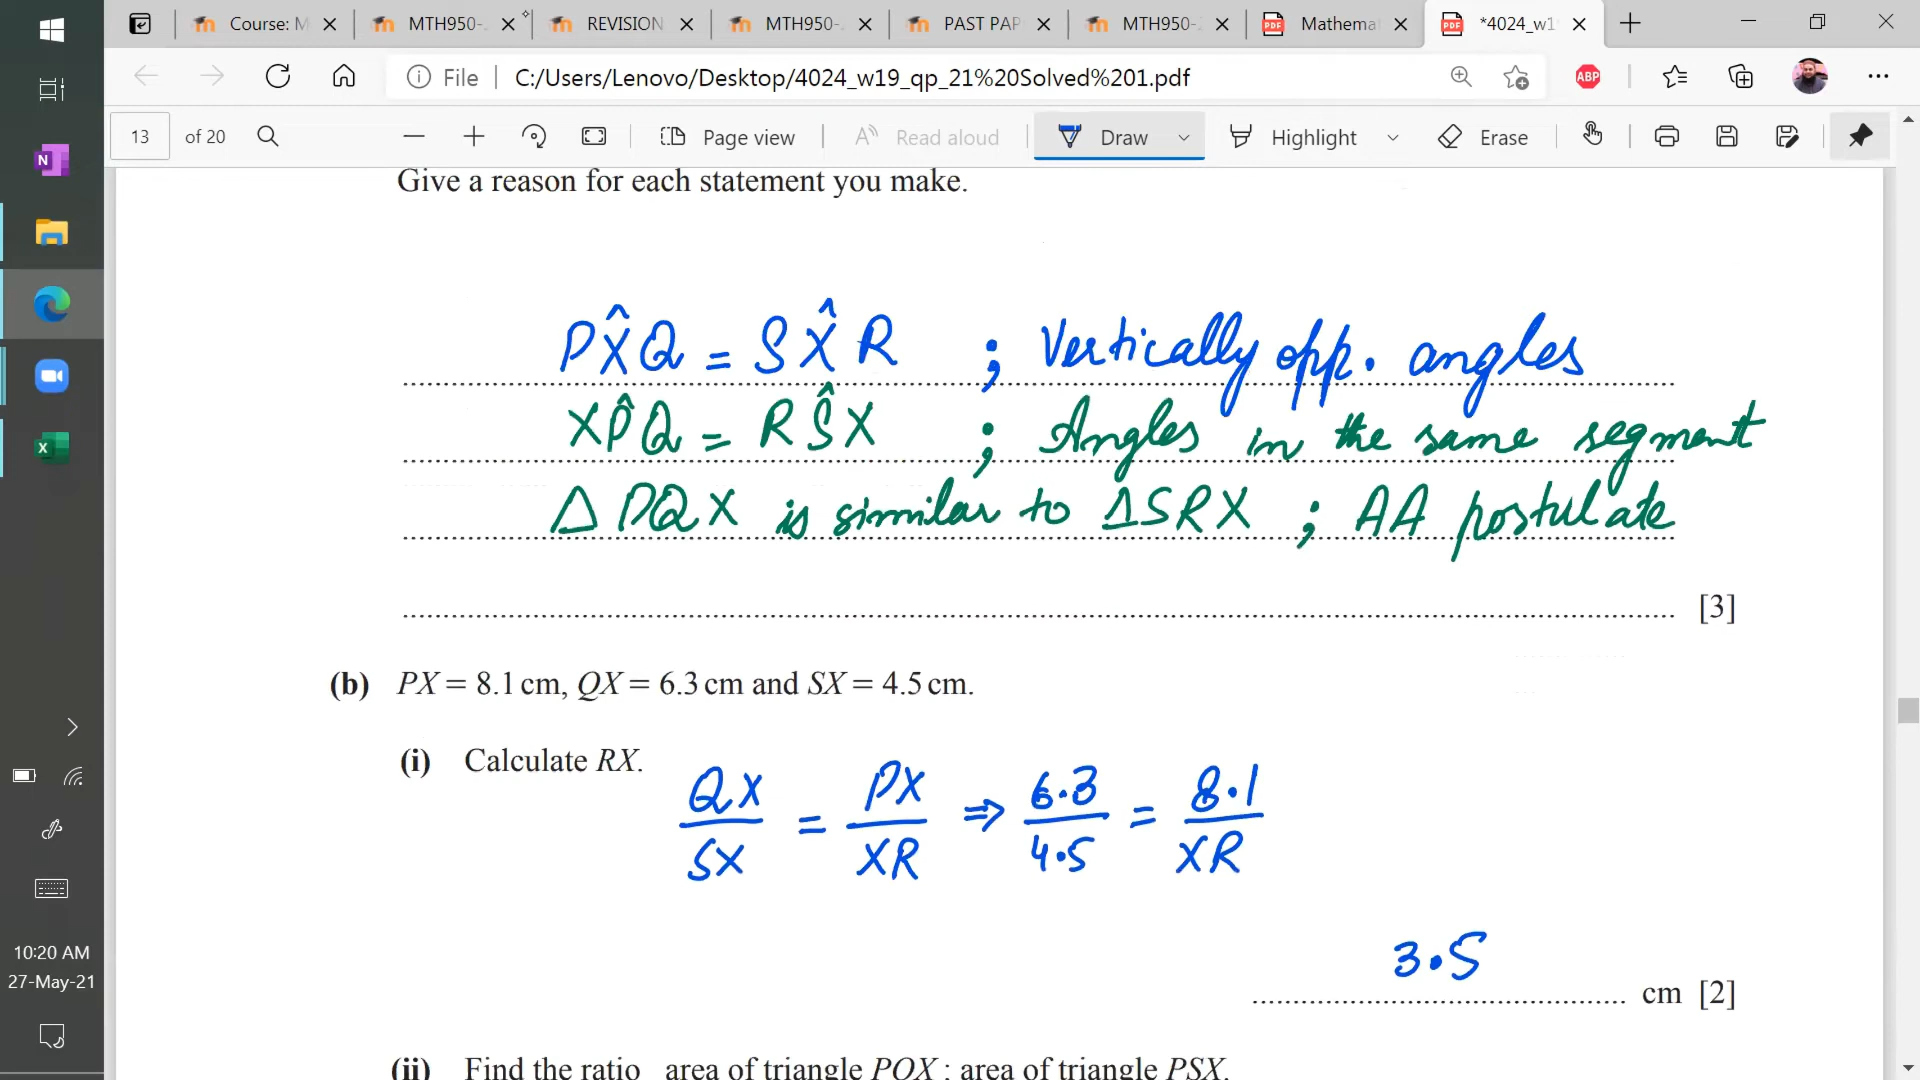 Course: M
MTH950-
REVISION
MTH950-
PAST PAP
MTH950-
Mathema
*4024_w1
File
C:/Users/Lenovo/Desktop/4024_w19_qp_21%20Solved%201.pdf
ABP
13 of 20
Page view
Read aloud
Draw
Highlight
Erase
Give a reason for each statement you make.
PX̂Q = SX̂R ; Vertically opp. angles
XP̂Q = RŜX ; Angles in the same segment
Δ PQX is similar to ΔSRX ; AA postulate
[3]
(b) PX = 8.1 cm, QX = 6.3 cm and SX = 4.5 cm.
(i) Calculate RX.
QX/SX = PX/XR ⇒ 6.3/4.5 = 8.1/XR
3.5
cm [2]
(ii) Find the ratio area of triangle PQX : area of triangle PSX.
10:20 AM
27-May-21